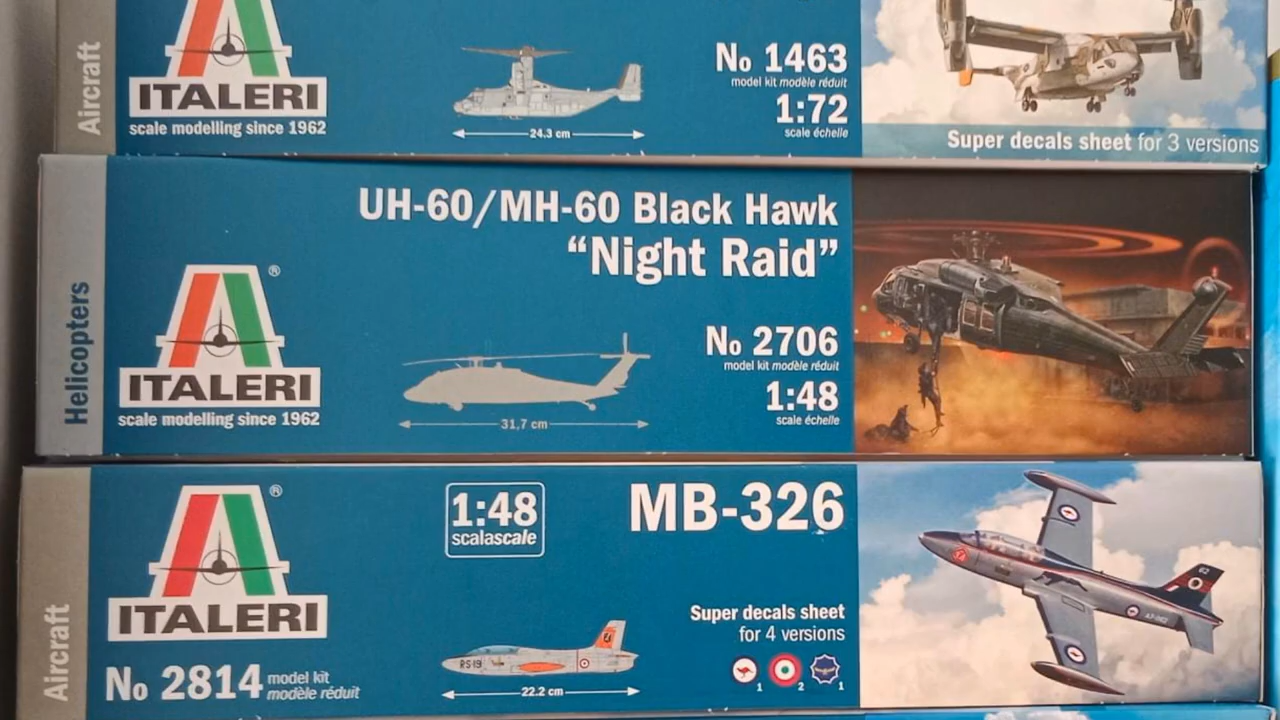 Aircraft
ITALERI
scale modelling since 1962
24.3 cm
No 1463
model kit modèle réduit
1:72
scale échelle
Super decals sheet for 3 versions
Helicopters
®
ITALERI
scale modelling since 1962
UH-60/MH-60 Black Hawk
“Night Raid”
31,7 cm
No 2706
model kit modèle réduit
1:48
scale échelle
Aircraft
®
ITALERI
No 2814 model kit
modèle réduit
1:48
scalascale
MB-326
RS-19
22.2 cm
Super decals sheet
for 4 versions
1 2 1
62